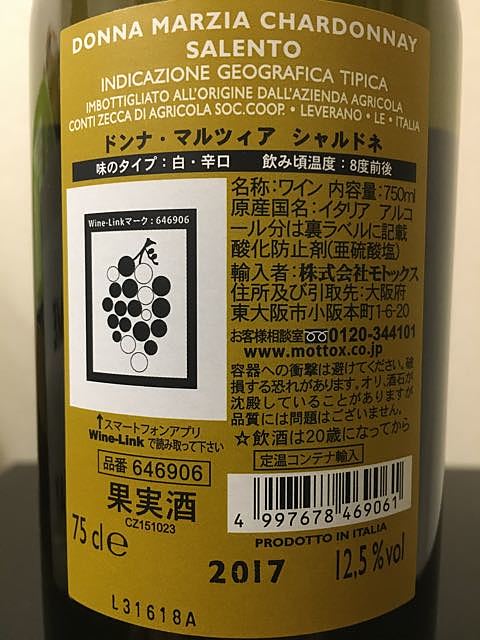 DONNA MARZIA CHARDONNAY
SALENTO
INDICAZIONE GEOGRAFICA TIPICA
IMBOTTIGLIATO ALL'ORIGINE DALL'AZIENDA AGRICOLA
CONTI ZECCA DI AGRICOLA SOC.COOP. • LEVERANO • LE • ITALIA
ドンナ・マルツィア シャルドネ
味のタイプ:白・辛口 飲み頃温度:8度前後
Wine-Linkマーク:646906
↑スマートフォンアプリ
Wine-Link で読み取って下さい
品番 646906
果実酒
CZ151023
名称:ワイン 内容量:750ml
原産国名:イタリア アルコ
ール分は裏ラベルに記載
酸化防止剤(亜硫酸塩)
輸入者:株式会社モトックス
住所及び引取先:大阪府
東大阪市小阪本町1-6-20
お客様相談室 0120-344101
www.mottox.co.jp
容器への衝撃は避けてください。破
損する恐れがあります。オリ、酒石が
沈殿していることがありますが
品質には問題はございません。
☆飲酒は20歳になってから
定温コンテナ輸入
4 997678 469061
PRODOTTO IN ITALIA
75 cl e
2017
12,5%vol
L31618A